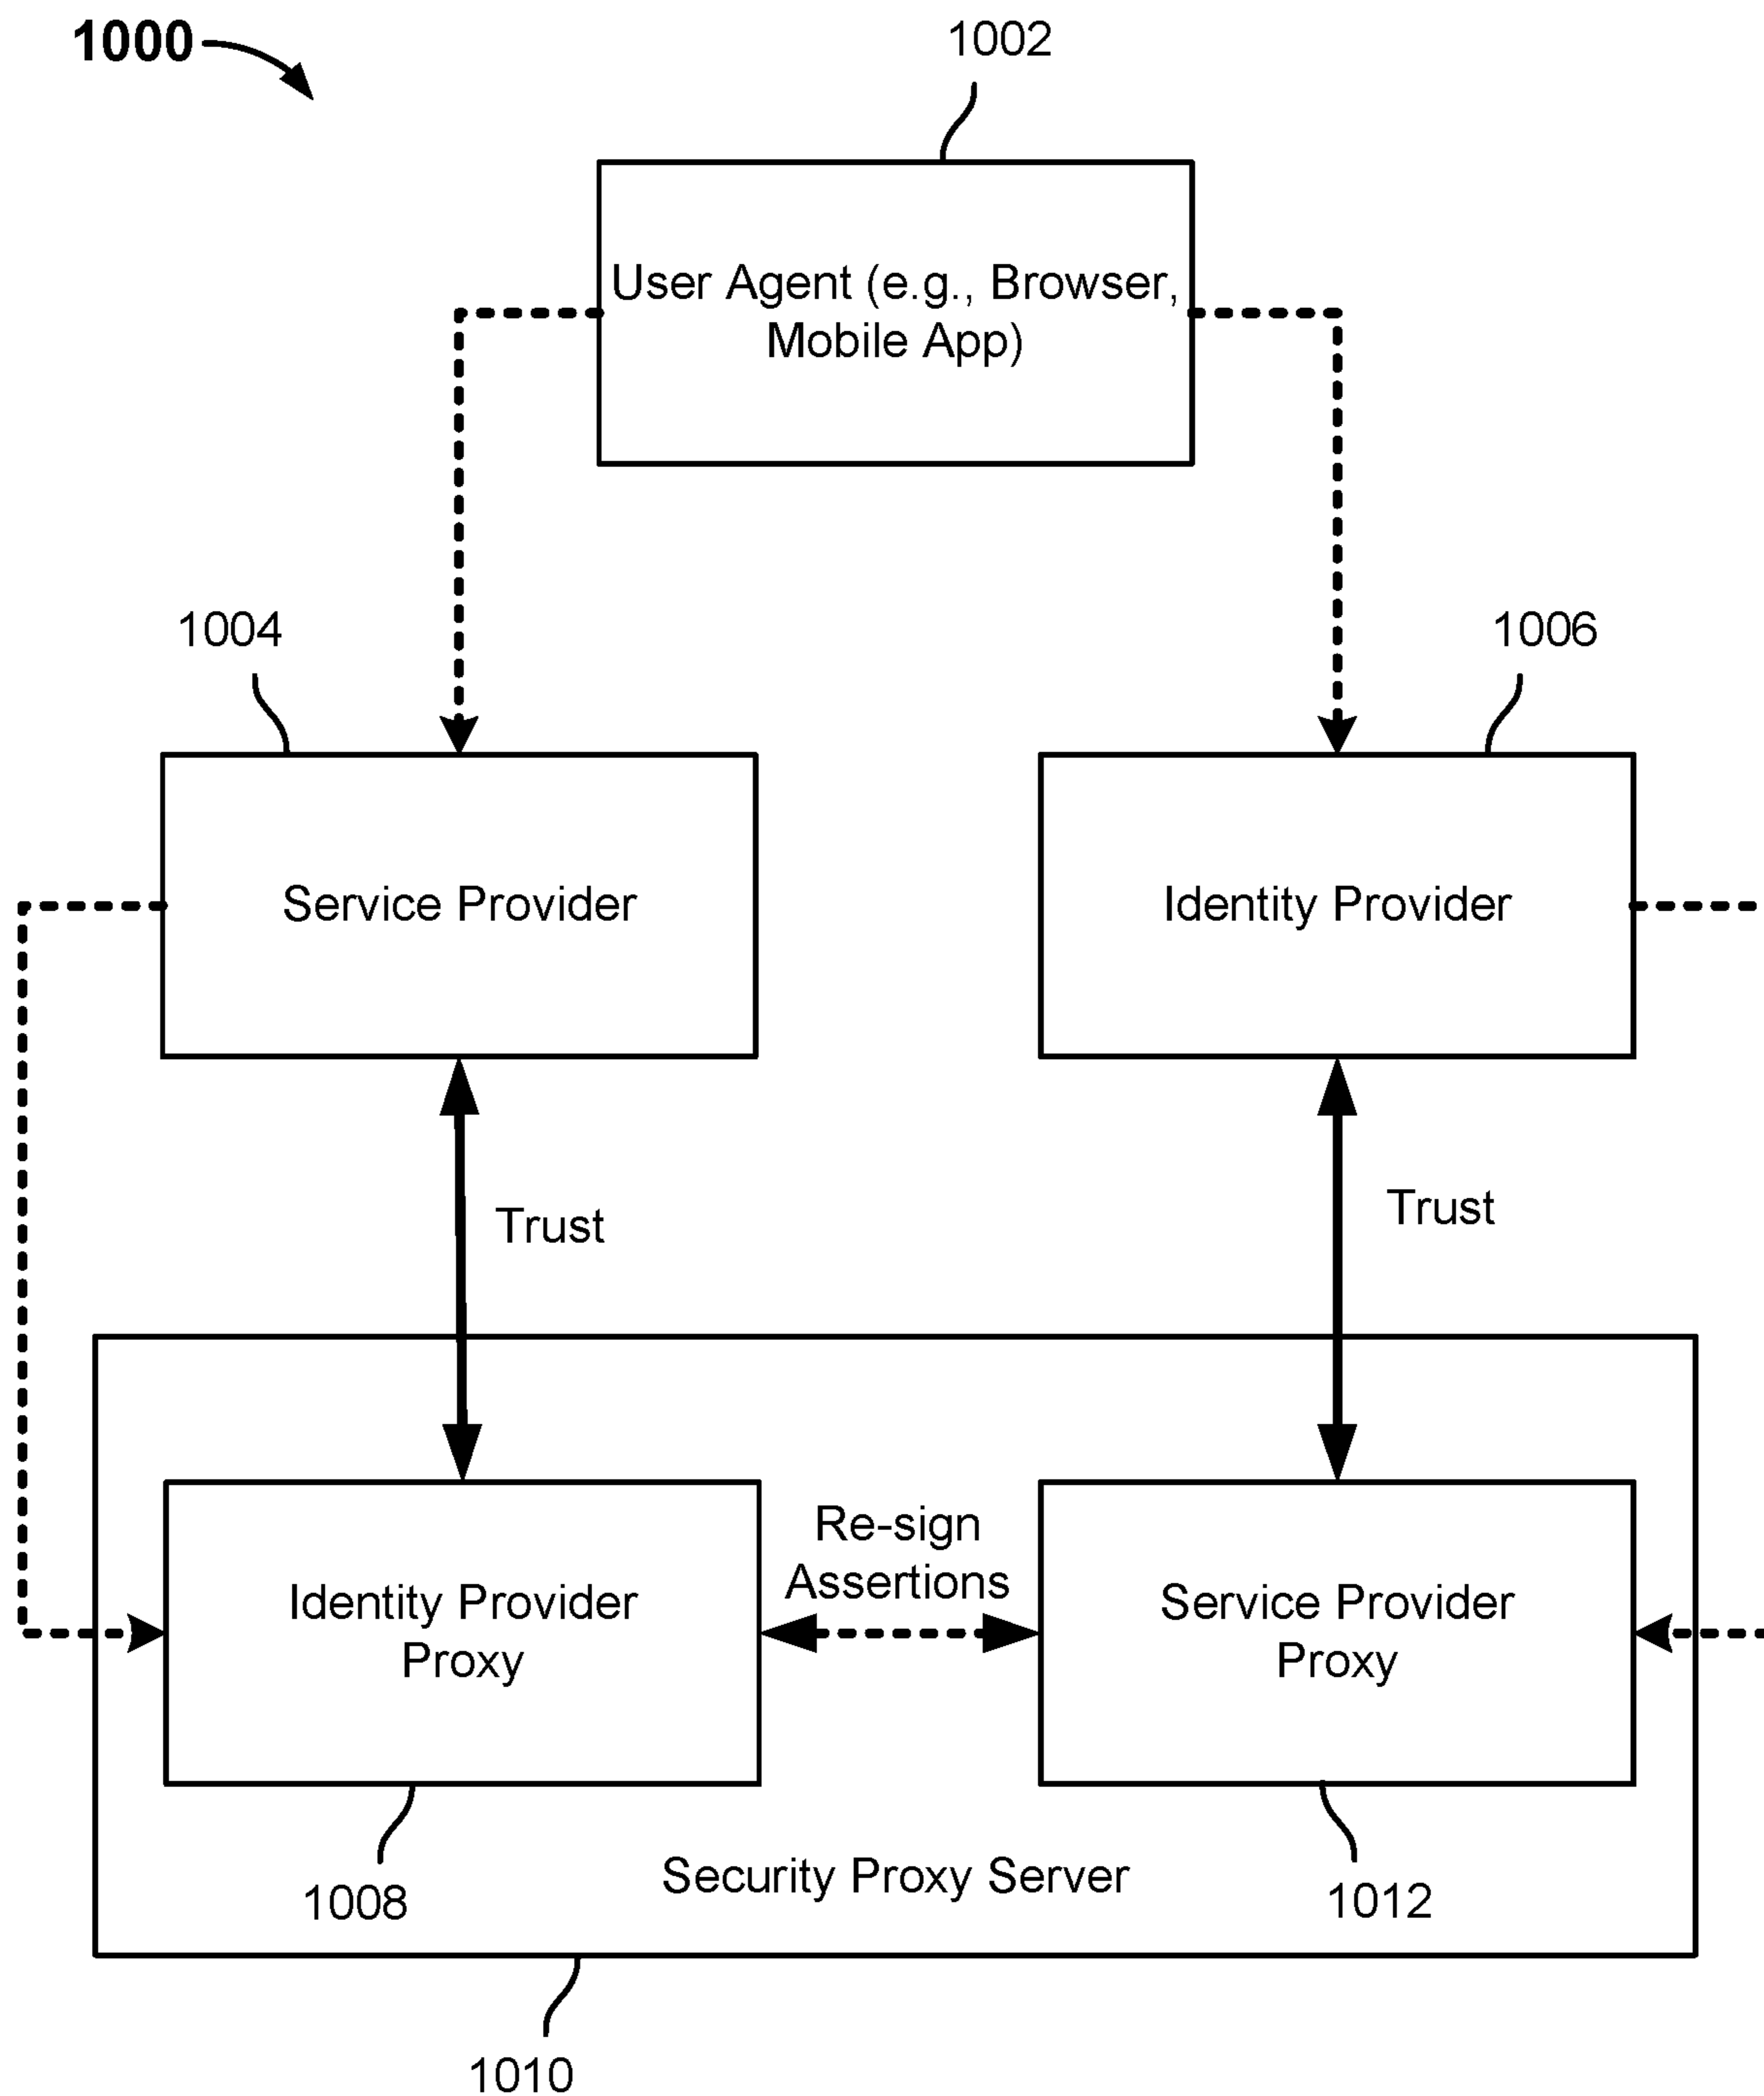 1000
1002
User Agent (e.g., Browser,
Mobile App)
1004
1006
Service Provider
Identity Provider
Trust
Trust
Re-sign
Assertions
Identity Provider
Proxy
Service Provider
Proxy
1008
Security Proxy Server
1012
1010